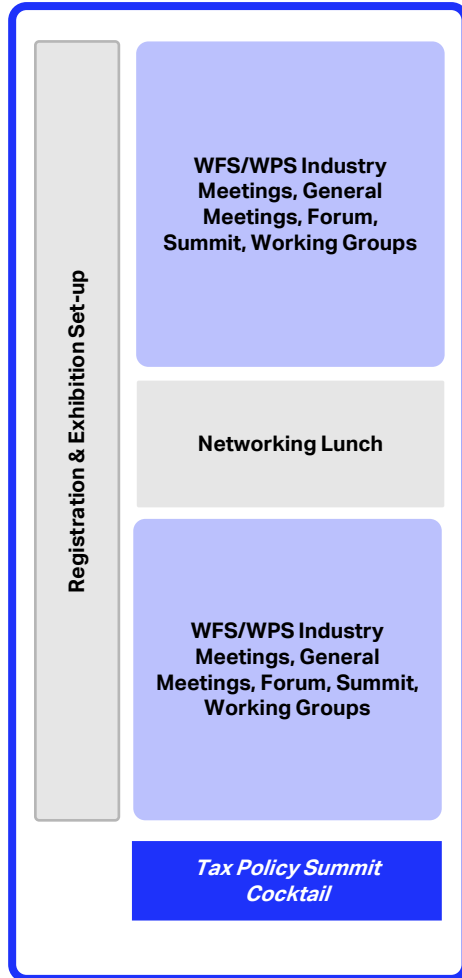 Registration & Exhibition Set-up
WFS/WPS Industry
Meetings, General
Meetings, Forum,
Summit, Working Groups
Networking Lunch
WFS/WPS Industry
Meetings, General
Meetings, Forum, Summit,
Working Groups
Tax Policy Summit
Cocktail